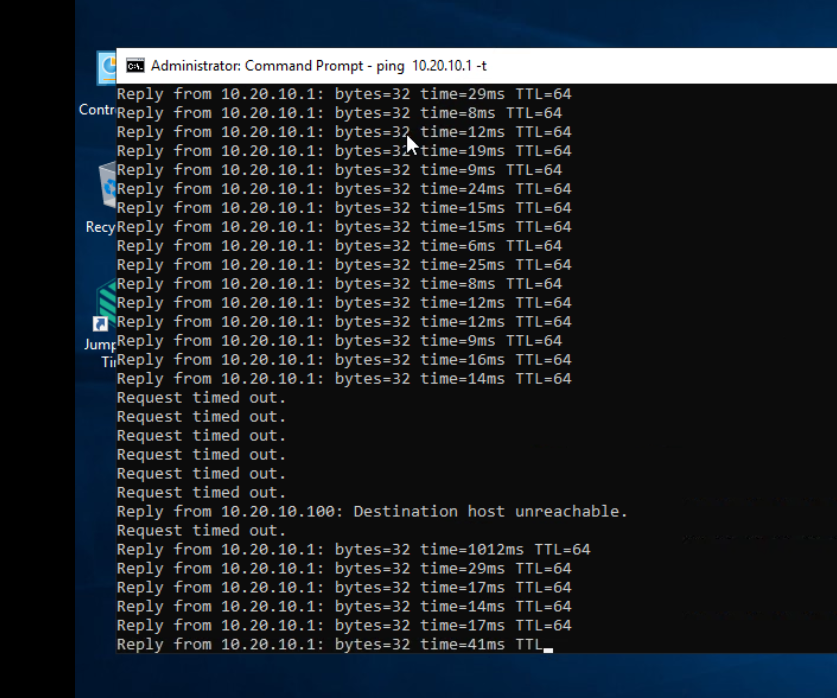 Administrator: Command Prompt - ping  10.20.10.1 -t
Contr
Recy
Jump
Ti
Reply from 10.20.10.1: bytes=32 time=29ms TTL=64
Reply from 10.20.10.1: bytes=32 time=8ms TTL=64
Reply from 10.20.10.1: bytes=32 time=12ms TTL=64
Reply from 10.20.10.1: bytes=32 time=19ms TTL=64
Reply from 10.20.10.1: bytes=32 time=9ms TTL=64
Reply from 10.20.10.1: bytes=32 time=24ms TTL=64
Reply from 10.20.10.1: bytes=32 time=15ms TTL=64
Reply from 10.20.10.1: bytes=32 time=15ms TTL=64
Reply from 10.20.10.1: bytes=32 time=6ms TTL=64
Reply from 10.20.10.1: bytes=32 time=25ms TTL=64
Reply from 10.20.10.1: bytes=32 time=8ms TTL=64
Reply from 10.20.10.1: bytes=32 time=12ms TTL=64
Reply from 10.20.10.1: bytes=32 time=12ms TTL=64
Reply from 10.20.10.1: bytes=32 time=9ms TTL=64
Reply from 10.20.10.1: bytes=32 time=16ms TTL=64
Reply from 10.20.10.1: bytes=32 time=14ms TTL=64
Request timed out.
Request timed out.
Request timed out.
Request timed out.
Request timed out.
Request timed out.
Reply from 10.20.10.100: Destination host unreachable.
Request timed out.
Reply from 10.20.10.1: bytes=32 time=1012ms TTL=64
Reply from 10.20.10.1: bytes=32 time=29ms TTL=64
Reply from 10.20.10.1: bytes=32 time=17ms TTL=64
Reply from 10.20.10.1: bytes=32 time=14ms TTL=64
Reply from 10.20.10.1: bytes=32 time=17ms TTL=64
Reply from 10.20.10.1: bytes=32 time=41ms TTL